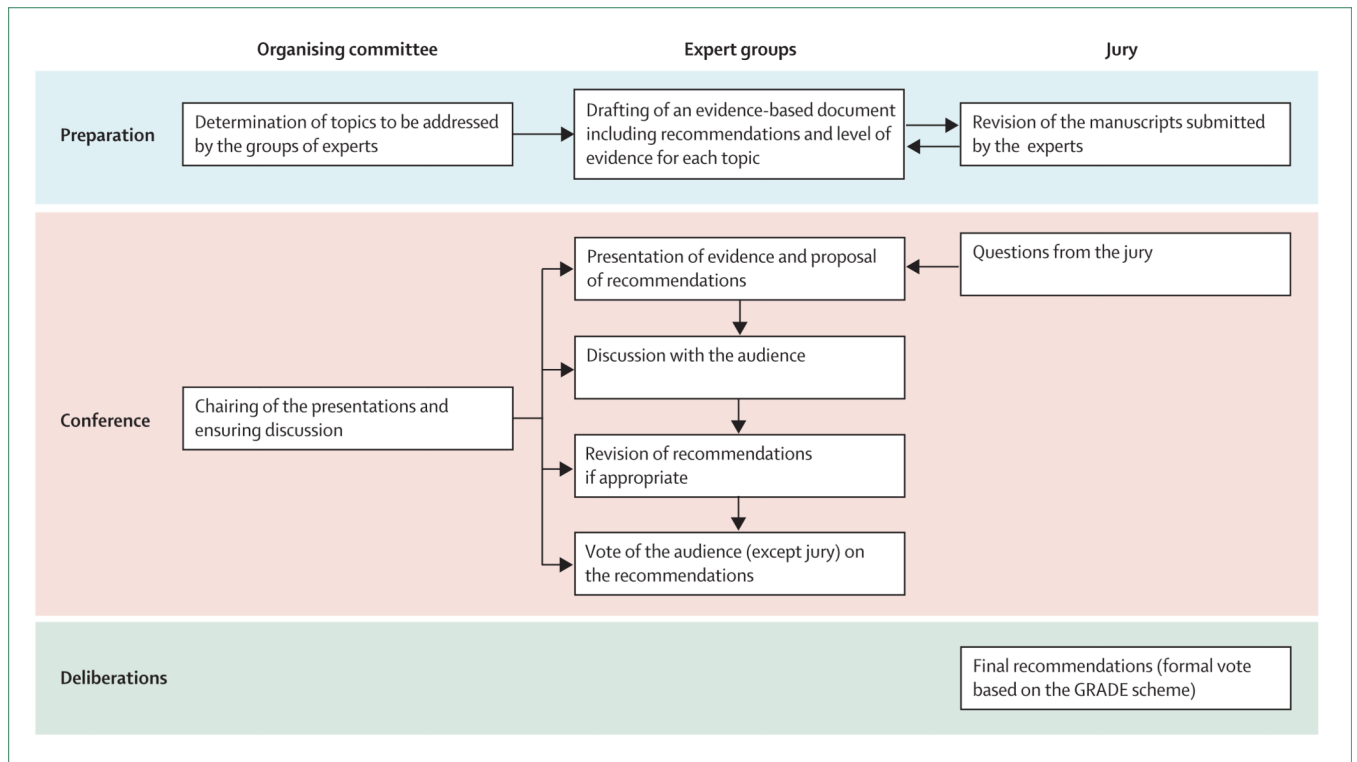 Organising committee
Expert groups
Jury
Preparation
Determination of topics to be addressed
by the groups of experts
Drafting of an evidence-based document
including recommendations and level of
evidence for each topic
Revision of the manuscripts submitted
by the experts
Conference
Chairing of the presentations and
ensuring discussion
Presentation of evidence and proposal
of recommendations
Questions from the jury
Discussion with the audience
Revision of recommendations
if appropriate
Vote of the audience (except jury) on
the recommendations
Deliberations
Final recommendations (formal vote
based on the GRADE scheme)